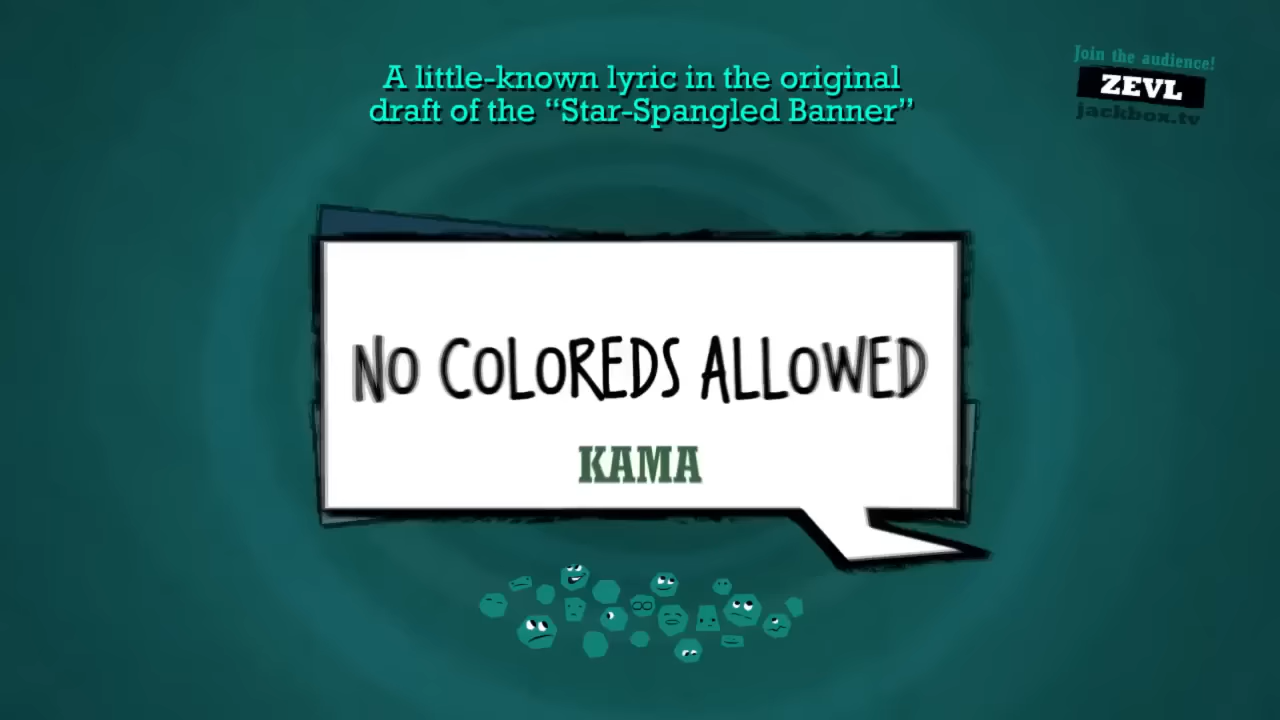 A little-known lyric in the original
draft of the “Star-Spangled Banner”
Join the audience!
ZEVL
jackbox.tv
NO COLOREDS ALLOWED
KAMA